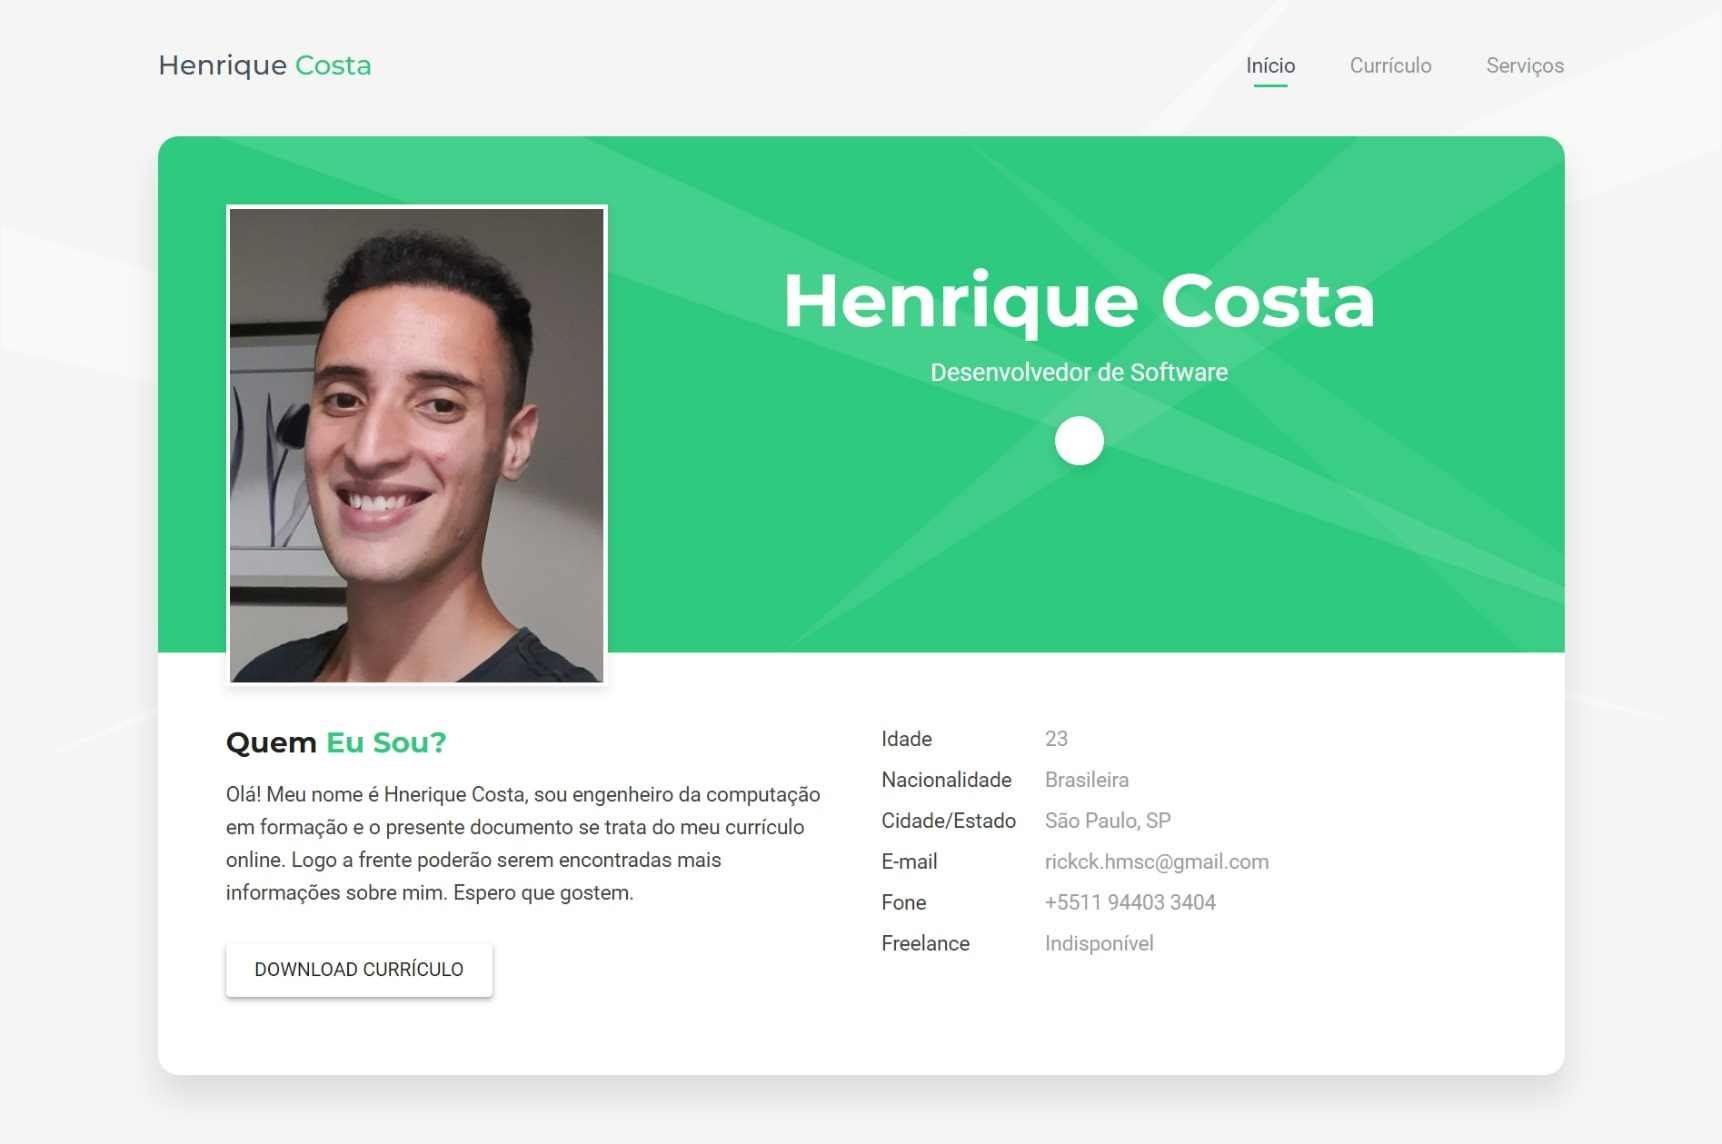 Henrique Costa
Início Currículo Serviços
Henrique Costa
Desenvolvedor de Software
Quem Eu Sou?
Olá! Meu nome é Hnerique Costa, sou engenheiro da computação
em formação e o presente documento se trata do meu currículo
online. Logo a frente poderão serem encontradas mais
informações sobre mim. Espero que gostem.
DOWNLOAD CURRÍCULO
Idade 23
Nacionalidade Brasileira
Cidade/Estado São Paulo, SP
E-mail rickck.hmsc@gmail.com
Fone +5511 94403 3404
Freelance Indisponível